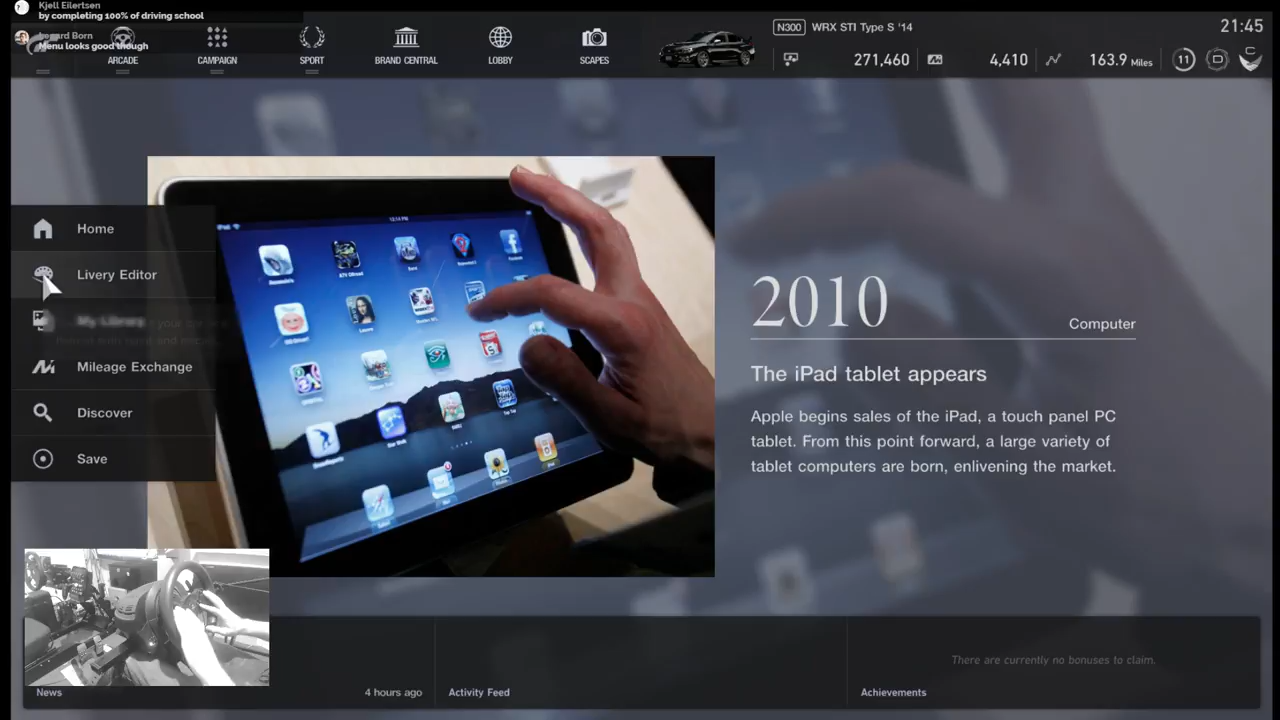 Kjell Eilertsen
by completing 100% of driving school
Born
Menu looks good though
ARCADE
CAMPAIGN
SPORT
BRAND CENTRAL
LOBBY
SCAPES
N300 WRX STI Type S '14
21:45
271,460
4,410
163.9 Miles
11
D
C
Home
Livery Editor
My Library
Mileage Exchange
Discover
Save
2010
Computer
The iPad tablet appears
Apple begins sales of the iPad, a touch panel PC
tablet. From this point forward, a large variety of
tablet computers are born, enlivening the market.
There are currently no bonuses to claim.
News
4 hours ago
Activity Feed
Achievements